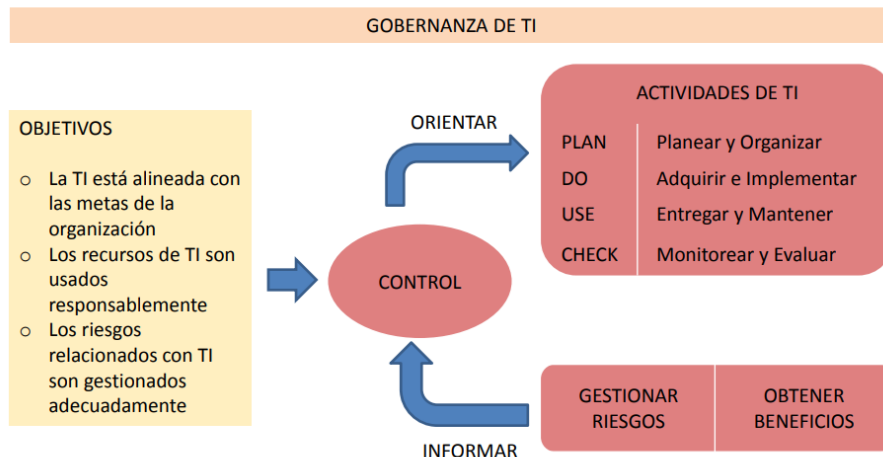 GOBERNANZA DE TI
OBJETIVOS
o La TI está alineada con
las metas de la
organización
o Los recursos de TI son
usados
responsablemente
o Los riesgos
relacionados con TI
son gestionados
adecuadamente
ORIENTAR
CONTROL
INFORMAR
ACTIVIDADES DE TI
PLAN Planear y Organizar
DO Adquirir e Implementar
USE Entregar y Mantener
CHECK Monitorear y Evaluar
GESTIONAR
RIESGOS
OBTENER
BENEFICIOS